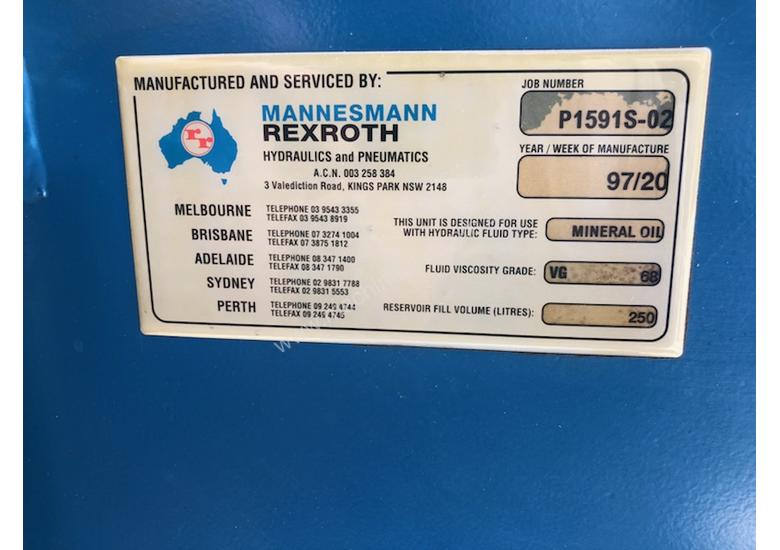 MANUFACTURED AND SERVICED BY:
rr
MANNESMANN
REXROTH
HYDRAULICS and PNEUMATICS
A.C.N. 003 258 384
3 Valediction Road, KINGS PARK NSW 2148
MELBOURNE TELEPHONE 03 9543 3355
TELEFAX 03 9543 8919
BRISBANE TELEPHONE 07 3274 1004
TELEFAX 07 3875 1812
ADELAIDE TELEPHONE 08 347 1400
TELEFAX 08 347 1790
SYDNEY TELEPHONE 02 9831 7788
TELEFAX 02 9831 5553
PERTH TELEPHONE 09 249 4744
TELEFAX 09 249 4745
JOB NUMBER
P1591S-02
YEAR / WEEK OF MANUFACTURE
97/20
THIS UNIT IS DESIGNED FOR USE
WITH HYDRAULIC FLUID TYPE: MINERAL OIL
FLUID VISCOSITY GRADE: VG 68
RESERVOIR FILL VOLUME (LITRES): 250